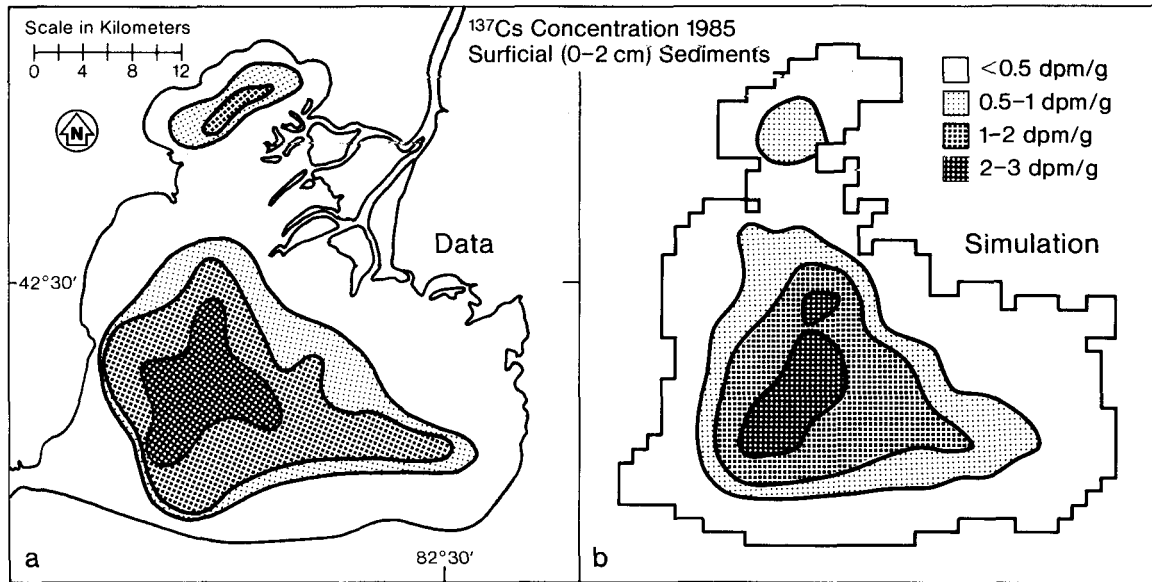 Scale in Kilometers
0 4 8 12
N
¹³⁷Cs Concentration 1985
Surficial (0–2 cm) Sediments
<0.5 dpm/g
0.5–1 dpm/g
1–2 dpm/g
2–3 dpm/g
Data
Simulation
42°30′
82°30′
a
b